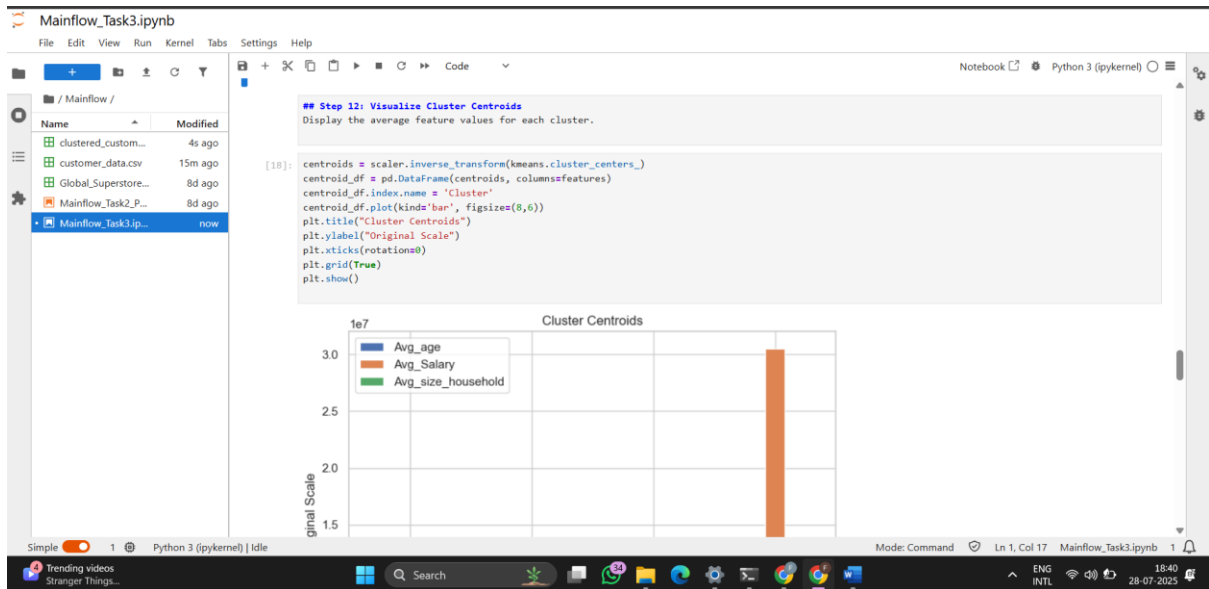 Mainflow_Task3.ipynb
File Edit View Run Kernel Tabs Settings Help
+ Code
Notebook Python 3 (ipykernel)
/ Mainflow /
Name Modified
clustered_custom... 4s ago
customer_data.csv 15m ago
Global_Superstore... 8d ago
Mainflow_Task2_P... 8d ago
Mainflow_Task3.ip... now
## Step 12: Visualize Cluster Centroids
Display the average feature values for each cluster.
[18]:
centroids = scaler.inverse_transform(kmeans.cluster_centers_)
centroid_df = pd.DataFrame(centroids, columns=features)
centroid_df.index.name = 'Cluster'
centroid_df.plot(kind='bar', figsize=(8,6))
plt.title("Cluster Centroids")
plt.ylabel("Original Scale")
plt.xticks(rotation=0)
plt.grid(True)
plt.show()
1e7
Cluster Centroids
Avg_age
Avg_Salary
Avg_size_household
3.0
2.5
2.0
1.5
ginal Scale
Simple 1 Python 3 (ipykernel) | Idle
Mode: Command Ln 1, Col 17 Mainflow_Task3.ipynb 1
4
Trending videos
Stranger Things...
Search
34
ENG
INTL
18:40
28-07-2025